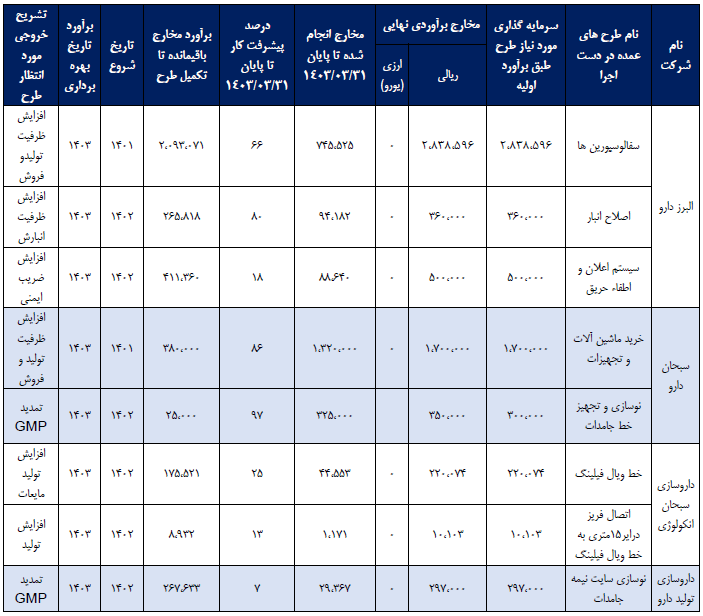 نام شرکت
نام طرح های عمده در دست اجرا
سرمایه گذاری مورد نیاز طرح طبق برآورد اولیه
مخارج برآوردی نهایی
ریالی
ارزی (یورو)
مخارج انجام شده تا پایان ۱۴۰۳/۰۳/۳۱
درصد پیشرفت کار تا پایان ۱۴۰۳/۰۳/۳۱
برآورد مخارج باقیمانده تا تکمیل طرح
تاریخ شروع
برآورد تاریخ بهره برداری
تشریح خروجی مورد انتظار طرح
البرز دارو
سفالوسپورین ها
۲،۸۳۸،۵۹۶
۲،۸۳۸،۵۹۶
۰
۷۴۵،۵۲۵
۶۶
۲،۰۹۳،۰۷۱
۱۴۰۱
۱۴۰۳
افزایش ظرفیت تولیدو فروش
اصلاح انبار
۳۶۰،۰۰۰
۳۶۰،۰۰۰
۰
۹۴،۱۸۲
۸۰
۲۶۵،۸۱۸
۱۴۰۲
۱۴۰۳
افزایش ظرفیت انبارش
سیستم اعلان و اطفاء حریق
۵۰۰،۰۰۰
۵۰۰،۰۰۰
۰
۸۸،۶۴۰
۱۸
۴۱۱،۳۶۰
۱۴۰۲
۱۴۰۳
افزایش ضریب ایمنی
سبحان دارو
خرید ماشین آلات و تجهیزات
۱،۷۰۰،۰۰۰
۱،۷۰۰،۰۰۰
۰
۱،۳۲۰،۰۰۰
۸۶
۳۸۰،۰۰۰
۱۴۰۱
۱۴۰۳
افزایش ظرفیت تولید و فروش
نوسازی و تجهیز خط جامدات
۳۰۰،۰۰۰
۳۵۰،۰۰۰
۰
۳۲۵،۰۰۰
۹۷
۲۵،۰۰۰
۱۴۰۲
۱۴۰۳
تمدید GMP
داروسازی سبحان انکولوژی
خط ویال فیلینگ
۲۲۰،۰۷۴
۲۲۰،۰۷۴
۰
۴۴،۵۵۳
۲۵
۱۷۵،۵۲۱
۱۴۰۲
۱۴۰۳
افزایش تولید مایعات
اتصال فریز درایر۱۵متری به خط ویال فیلینگ
۱۰،۱۰۳
۱۰،۱۰۳
۰
۱،۱۷۱
۱۳
۸،۹۳۲
۱۴۰۲
۱۴۰۳
افزایش تولید
داروسازی تولید دارو
نوسازی سایت نیمه جامدات
۲۹۷،۰۰۰
۲۹۷،۰۰۰
۰
۲۹،۳۶۷
۷
۲۶۷،۶۳۳
۱۴۰۲
۱۴۰۳
تمدید GMP